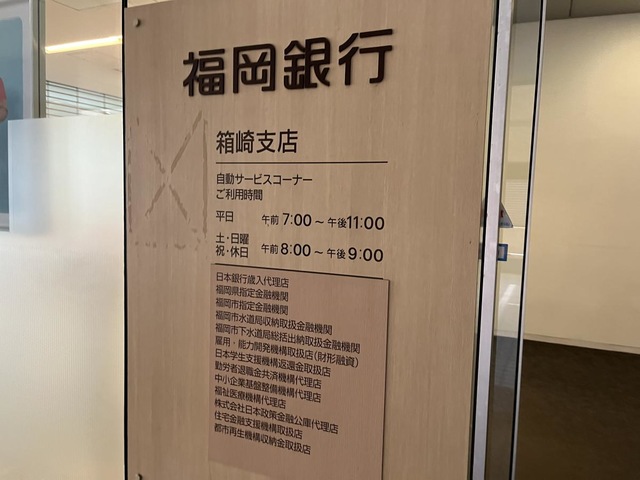 福岡銀行
箱崎支店
自動サービスコーナー
ご利用時間
平日 午前 7:00 ~ 午後 11:00
土・日曜
祝・休日 午前 8:00 ~ 午後 9:00
日本銀行歳入代理店
福岡県指定金融機関
福岡市指定金融機関
福岡市水道局収納取扱金融機関
福岡市下水道局総括出納取扱金融機関
雇用・能力開発機構取扱店(財形融資)
日本学生支援機構返還金取扱店
勤労者退職金共済機構代理店
中小企業基盤整備機構代理店
福祉医療機構代理店
株式会社日本政策金融公庫代理店
住宅金融支援機構取扱店
都市再生機構収納金取扱店